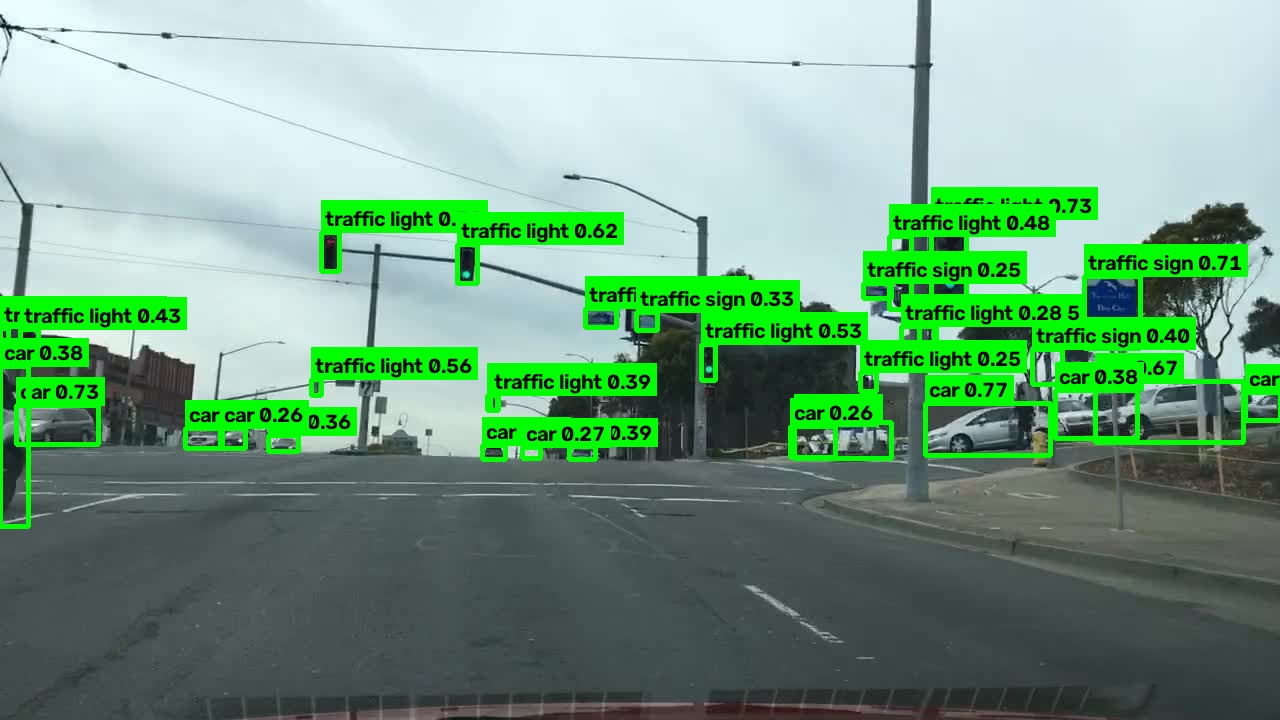 traffic light 0.73
traffic light 0.
traffic light 0.62
traffic light 0.48
traffic sign 0.25
traffic sign 0.71
traffic sign 0.33
traffic light 0.43
traffic light 0.53
traffic light 0.28
5
traffic sign 0.40
car 0.38
traffic light 0.56
traffic light 0.25
traffic light 0.39
car 0.38
.67
car
car 0.73
car 0.77
car
car 0.26
0.36
car
car 0.27
0.39
car 0.26